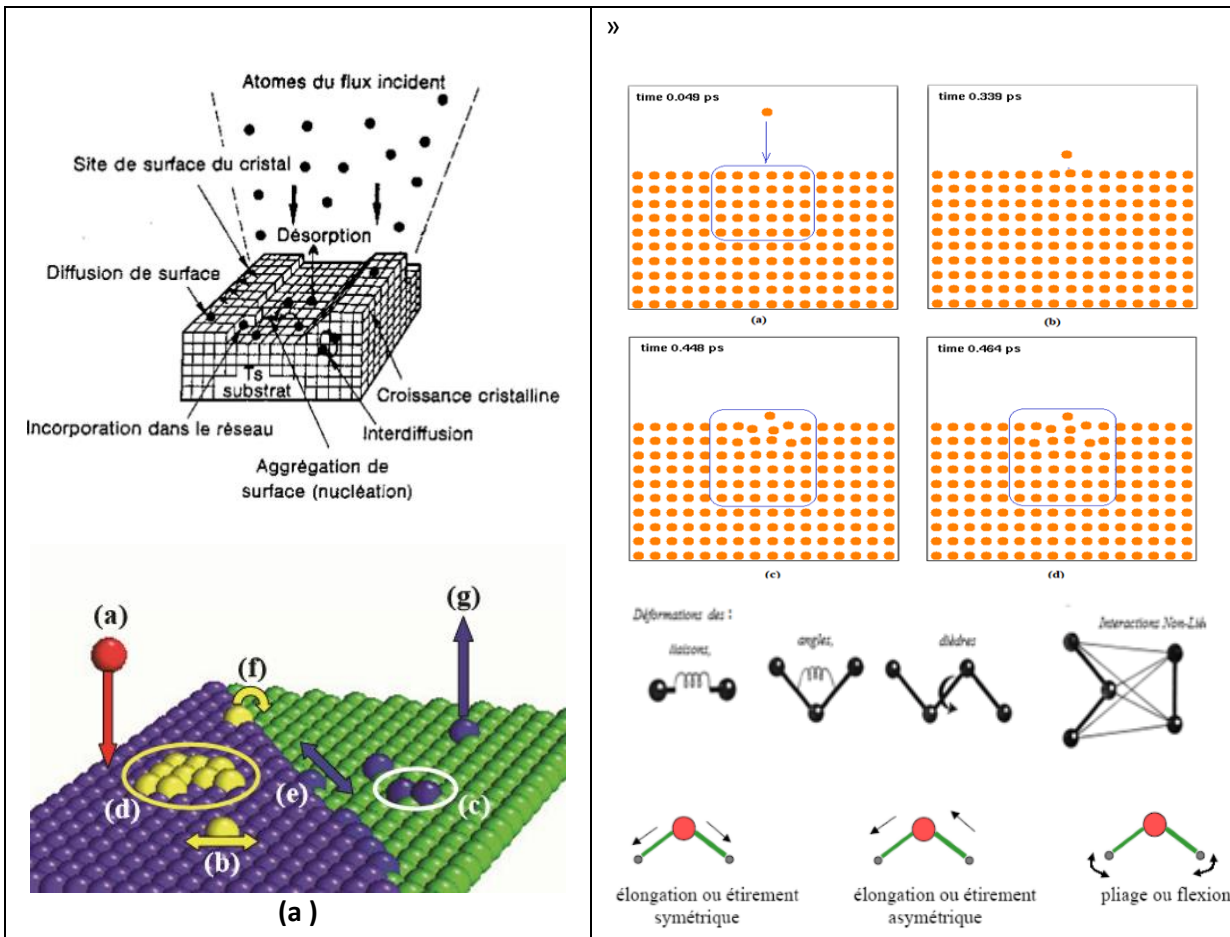 Atomes du flux incident
Site de surface du cristal
Désorption
Diffusion de surface
Ts
substrat
Croissance cristalline
Incorporation dans le réseau
Interdiffusion
Aggrégation de
surface (nucléation)
(a)
(g)
(f)
(e)
(d)
(c)
(b)
(a )
»
time 0.049 ps
time 0.339 ps
(a)
(b)
time 0.448 ps
time 0.464 ps
(c)
(d)
Déformations des :
liaisons,
angles,
dièdres
Interactions Non-Lié
élongation ou étirement
symétrique
élongation ou étirement
asymétrique
pliage ou flexion